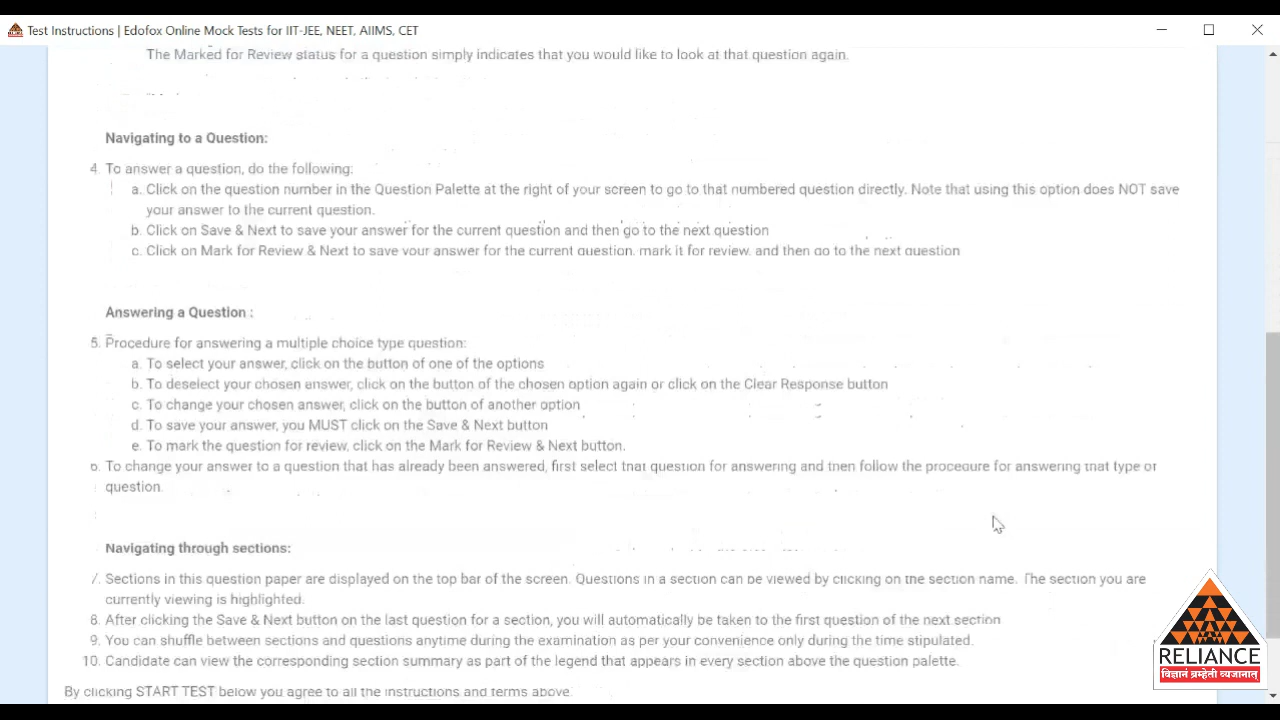 Test Instructions | Edofox Online Mock Tests for IIT-JEE, NEET, AIIMS, CET
The Marked for Review status for a question simply indicates that you would like to look at that question again.
Navigating to a Question:
4. To answer a question, do the following:
a. Click on the question number in the Question Palette at the right of your screen to go to that numbered question directly. Note that using this option does NOT save
your answer to the current question.
b. Click on Save & Next to save your answer for the current question and then go to the next question
c. Click on Mark for Review & Next to save your answer for the current question, mark it for review, and then go to the next question
Answering a Question :
5. Procedure for answering a multiple choice type question:
a. To select your answer, click on the button of one of the options
b. To deselect your chosen answer, click on the button of the chosen option again or click on the Clear Response button
c. To change your chosen answer, click on the button of another option
d. To save your answer, you MUST click on the Save & Next button
e. To mark the question for review, click on the Mark for Review & Next button.
6. To change your answer to a question that has already been answered, first select that question for answering and then follow the procedure for answering that type of
question.
Navigating through sections:
7. Sections in this question paper are displayed on the top bar of the screen. Questions in a section can be viewed by clicking on the section name. The section you are
currently viewing is highlighted.
8. After clicking the Save & Next button on the last question for a section, you will automatically be taken to the first question of the next section
9. You can shuffle between sections and questions anytime during the examination as per your convenience only during the time stipulated.
10. Candidate can view the corresponding section summary as part of the legend that appears in every section above the question palette.
By clicking START TEST below you agree to all the instructions and terms above.
RELIANCE
विज्ञानं ब्रम्हेती व्यजानात्